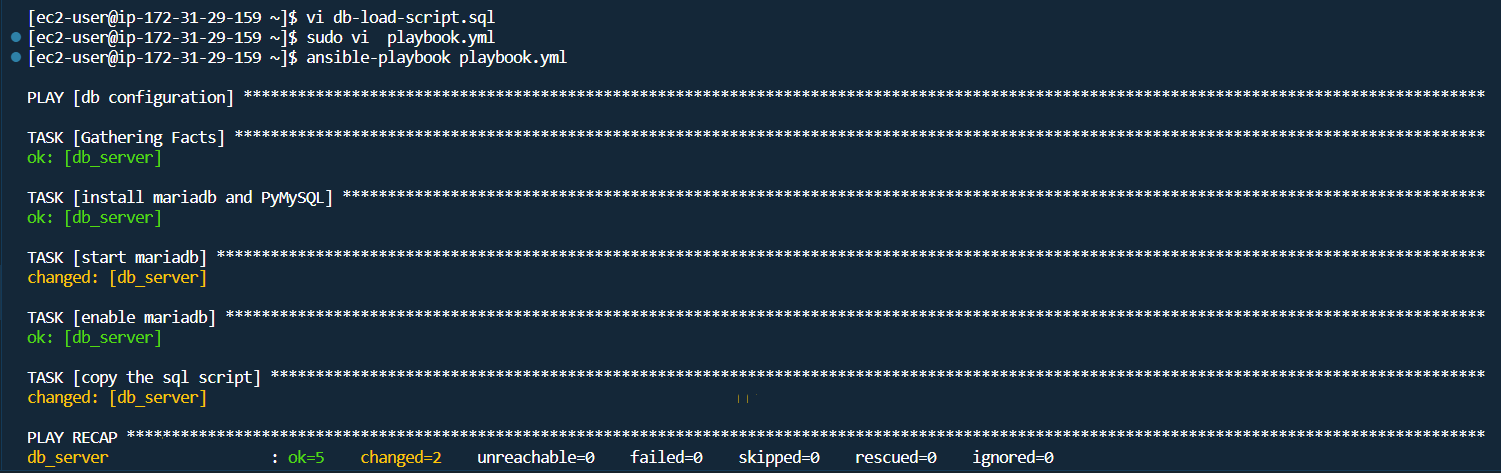 [ec2-user@ip-172-31-29-159 ~]$ vi db-load-script.sql
[ec2-user@ip-172-31-29-159 ~]$ sudo vi  playbook.yml
[ec2-user@ip-172-31-29-159 ~]$ ansible-playbook playbook.yml
PLAY [db configuration] ******************************************************************************************************************************************
TASK [Gathering Facts] *******************************************************************************************************************************************
ok: [db_server]
TASK [install mariadb and PyMySQL] *******************************************************************************************************************************
ok: [db_server]
TASK [start mariadb] *********************************************************************************************************************************************
changed: [db_server]
TASK [enable mariadb] ********************************************************************************************************************************************
ok: [db_server]
TASK [copy the sql script] ***************************************************************************************************************************************
changed: [db_server]
PLAY RECAP *******************************************************************************************************************************************************
db_server                  : ok=5    changed=2    unreachable=0    failed=0    skipped=0    rescued=0    ignored=0